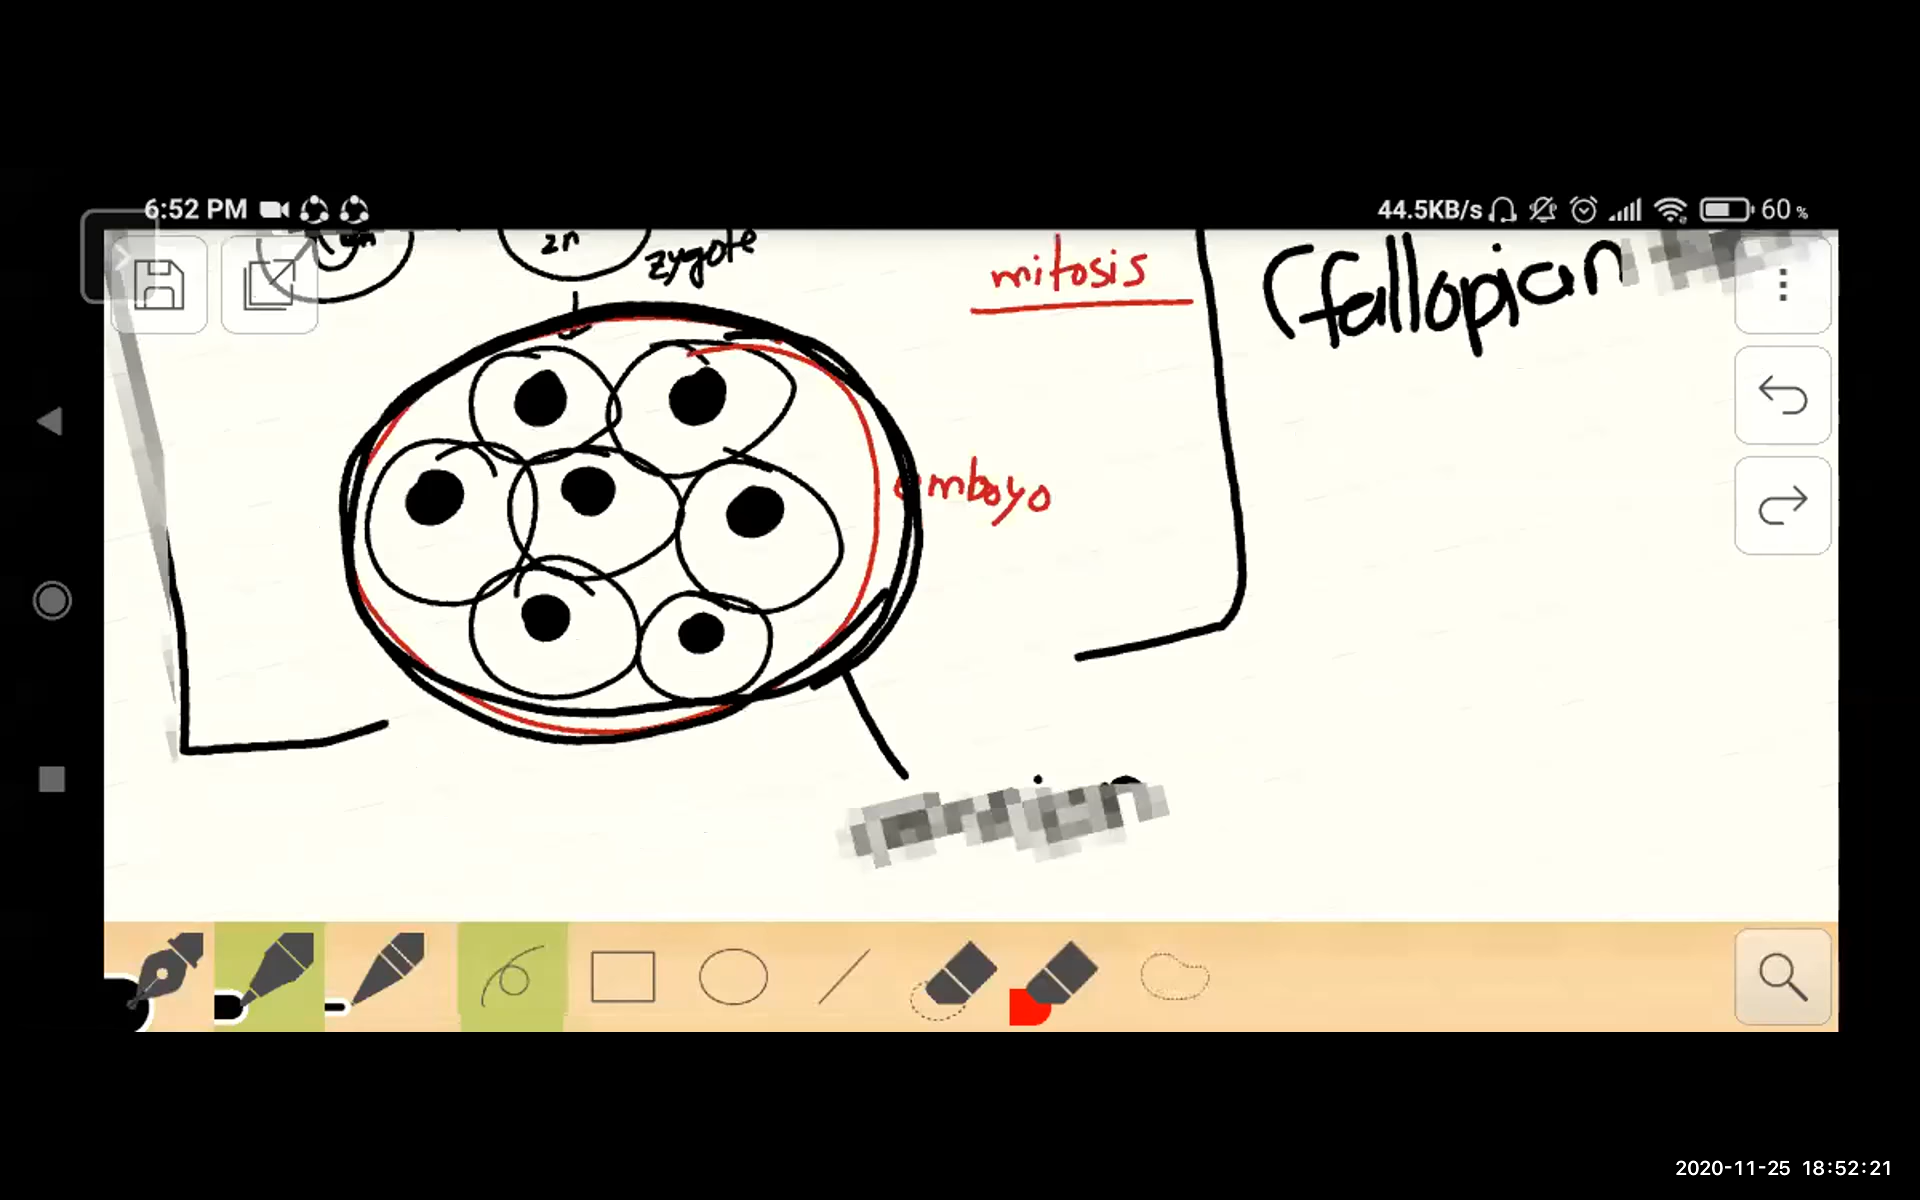 6:52 PM
44.5KB/s
60 %
2n
zygote
mitosis
(fallopian
emboyo
2020-11-25 18:52:21